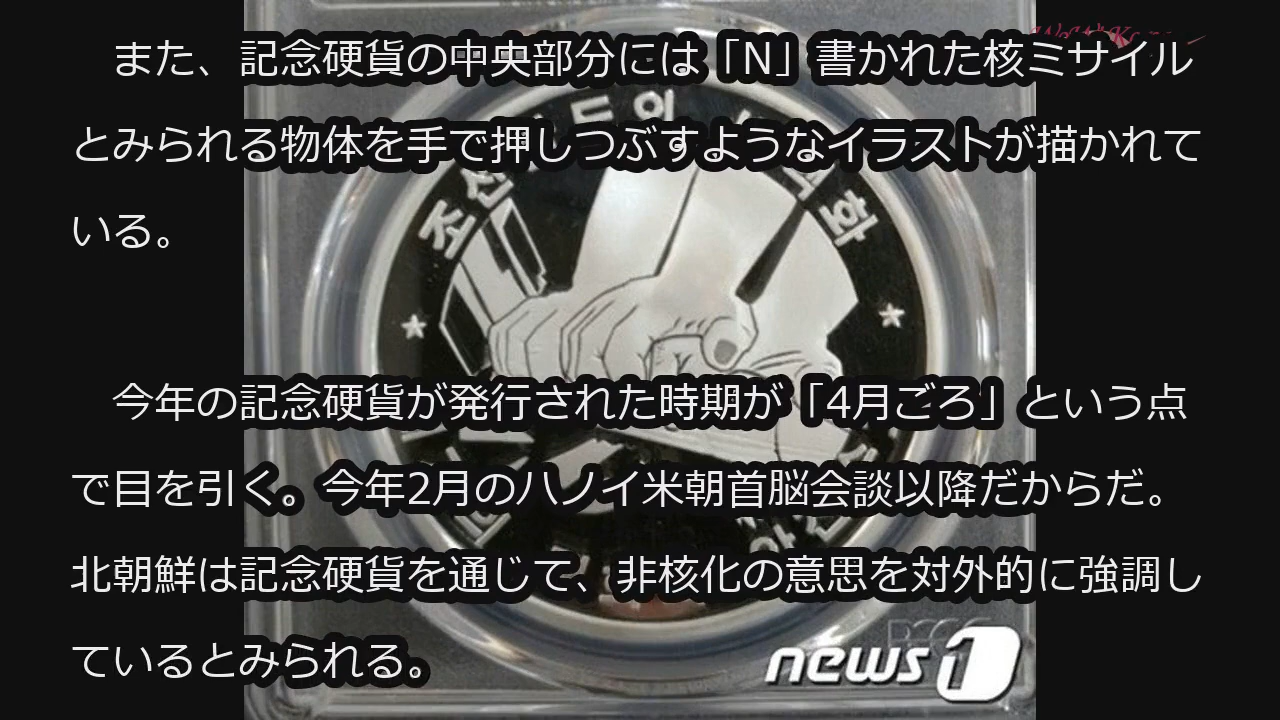 また、記念硬貨の中央部分には「N」書かれた核ミサイル
とみられる物体を手で押しつぶすようなイラストが描かれて
いる。
今年の記念硬貨が発行された時期が「4月ごろ」という点
で目を引く。今年2月のハノイ米朝首脳会談以降だからだ。
北朝鮮は記念硬貨を通じて、非核化の意思を対外的に強調し
ているとみられる。
news1